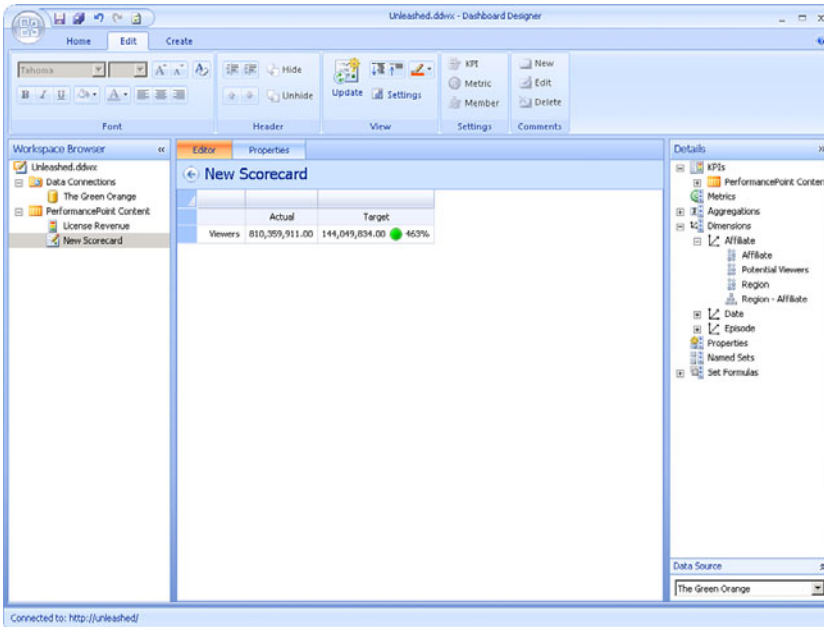 Unleashed.ddwx - Dashboard Designer
Home Edit Create
Tahoma
Hide
Unhide
B I U
Update Settings
KPI
Metric
Member
New
Edit
Delete
Font Header View Settings Comments
Workspace Browser
Unleashed.ddwx
Data Connections
The Green Orange
PerformancePoint Content
License Revenue
New Scorecard
Editor Properties
New Scorecard
Actual Target
Viewers 810,359,911.00 144,049,834.00 463%
Details
KPIs
PerformancePoint Conten
Metrics
Aggregations
Dimensions
Affiliate
Affiliate
Potential Viewers
Region
Region - Affiliate
Date
Episode
Properties
Named Sets
Set Formulas
Data Source
The Green Orange
Connected to: http://unleashed/